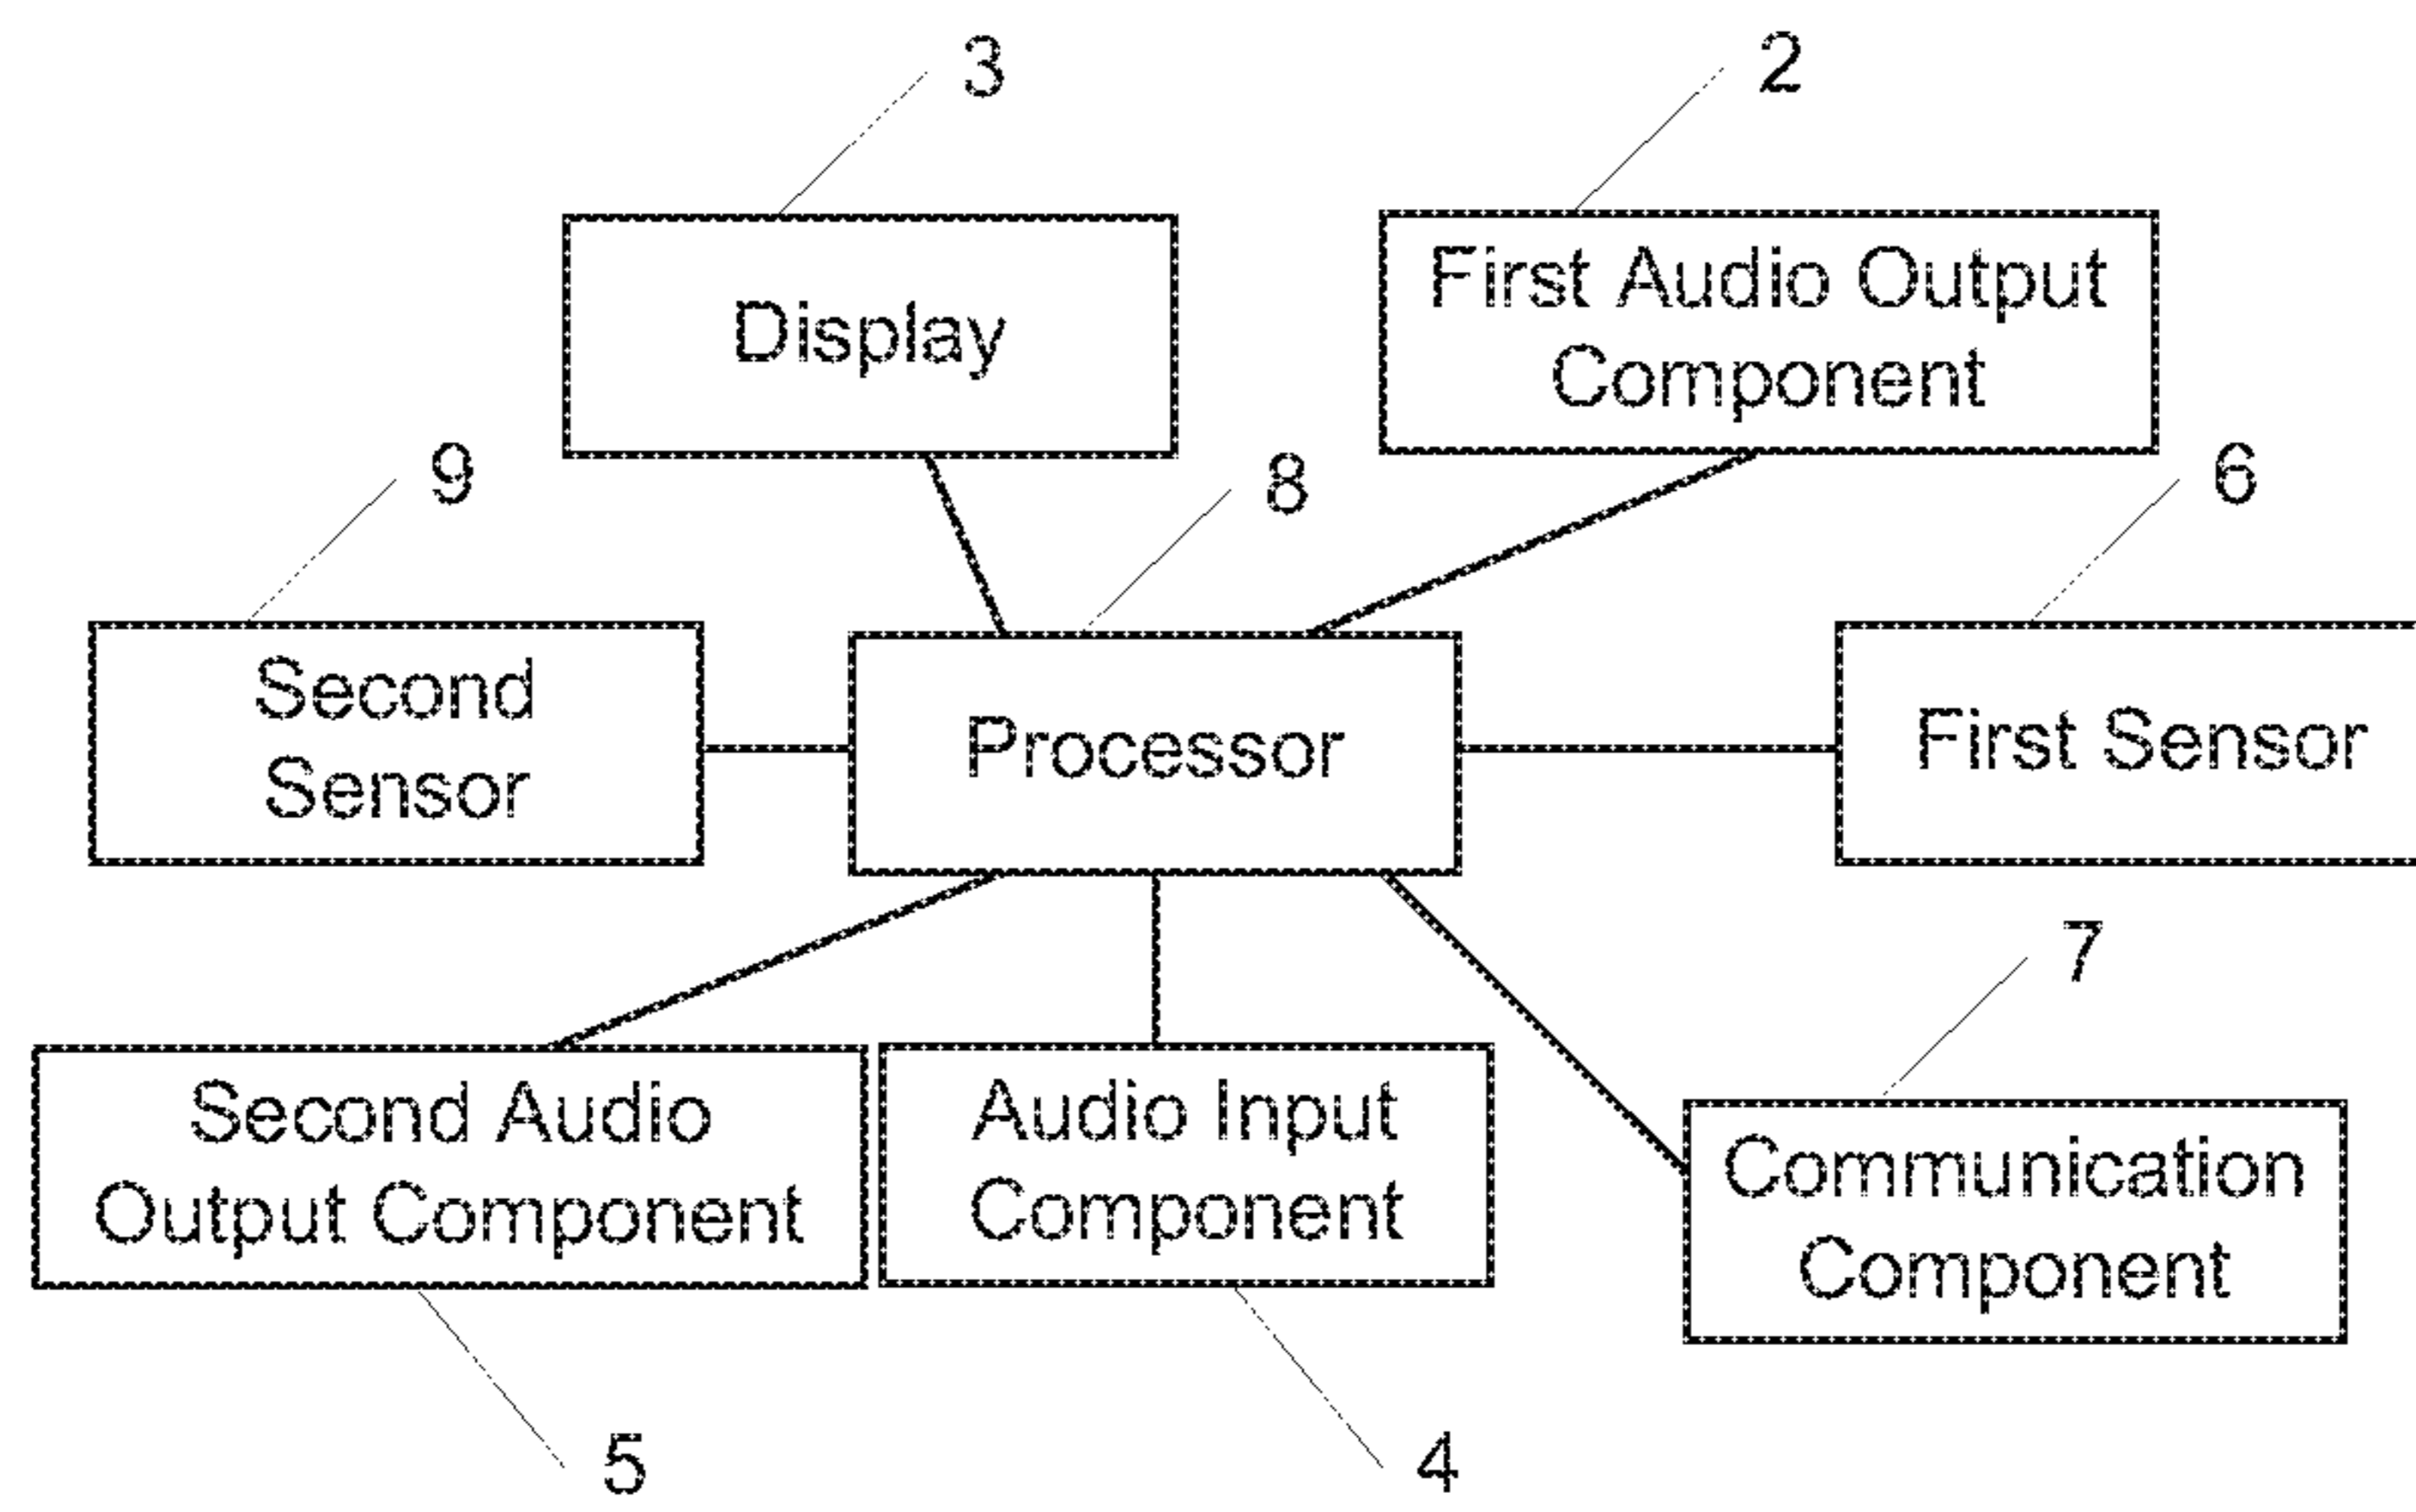 3
2
Display
First Audio Output
Component
9
8
6
Second
Sensor
Processor
First Sensor
7
Second Audio
Output Component
Audio Input
Component
Communication
Component
5
4